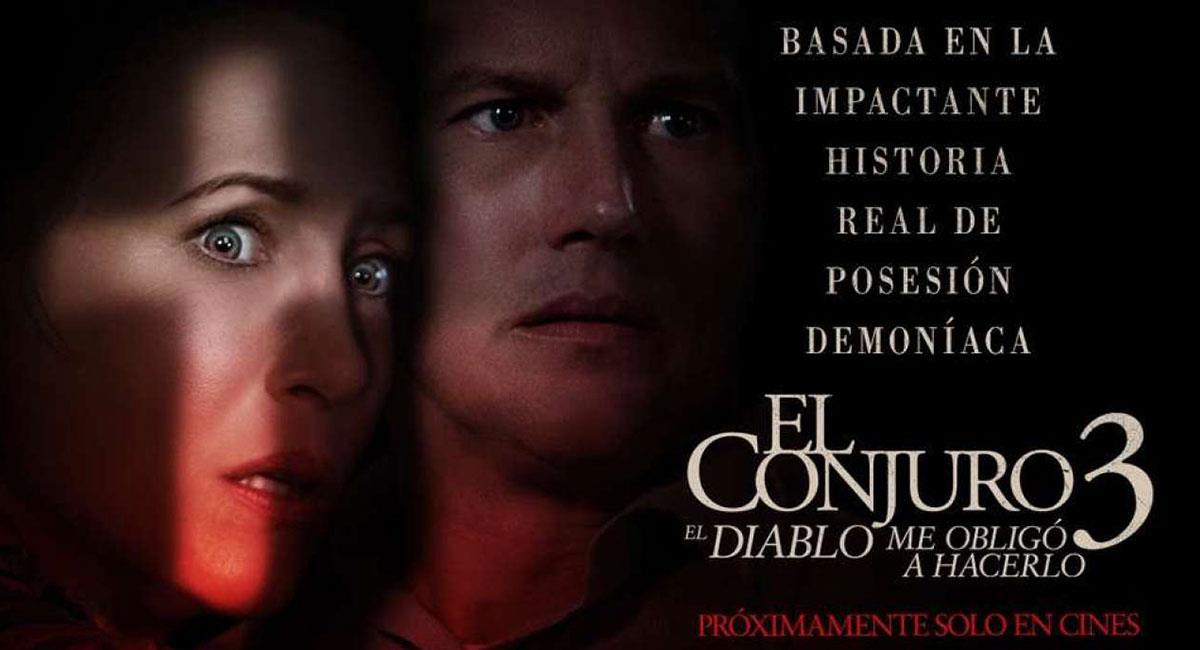 BASADA EN LA
IMPACTANTE
HISTORIA
REAL DE
POSESIÓN
DEMONÍACA
EL
CONJURO 3
EL DIABLO ME OBLIGÓ
A HACERLO
PRÓXIMAMENTE SOLO EN CINES